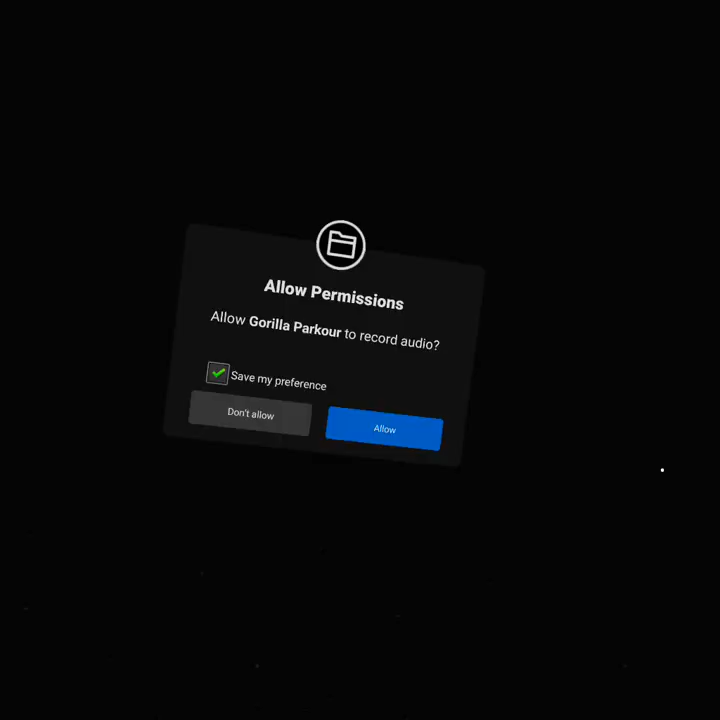 Allow Permissions
Allow Gorilla Parkour to record audio?
Save my preference
Don't allow
Allow